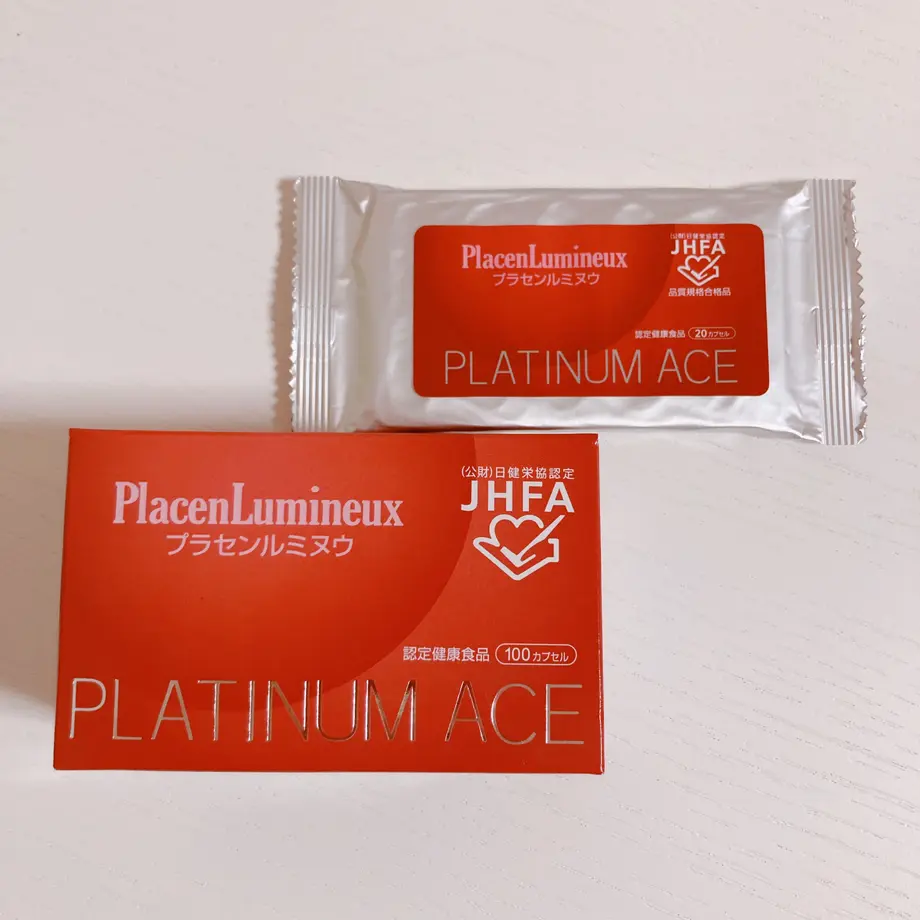 PlacenLumineux
プラセンルミヌウ
(公財)日健栄協認定
JHFA
品質規格合格品
認定健康食品 20カプセル
PLATINUM ACE
PlacenLumineux
プラセンルミヌウ
(公財)日健栄協認定
JHFA
認定健康食品 100カプセル
PLATINUM ACE